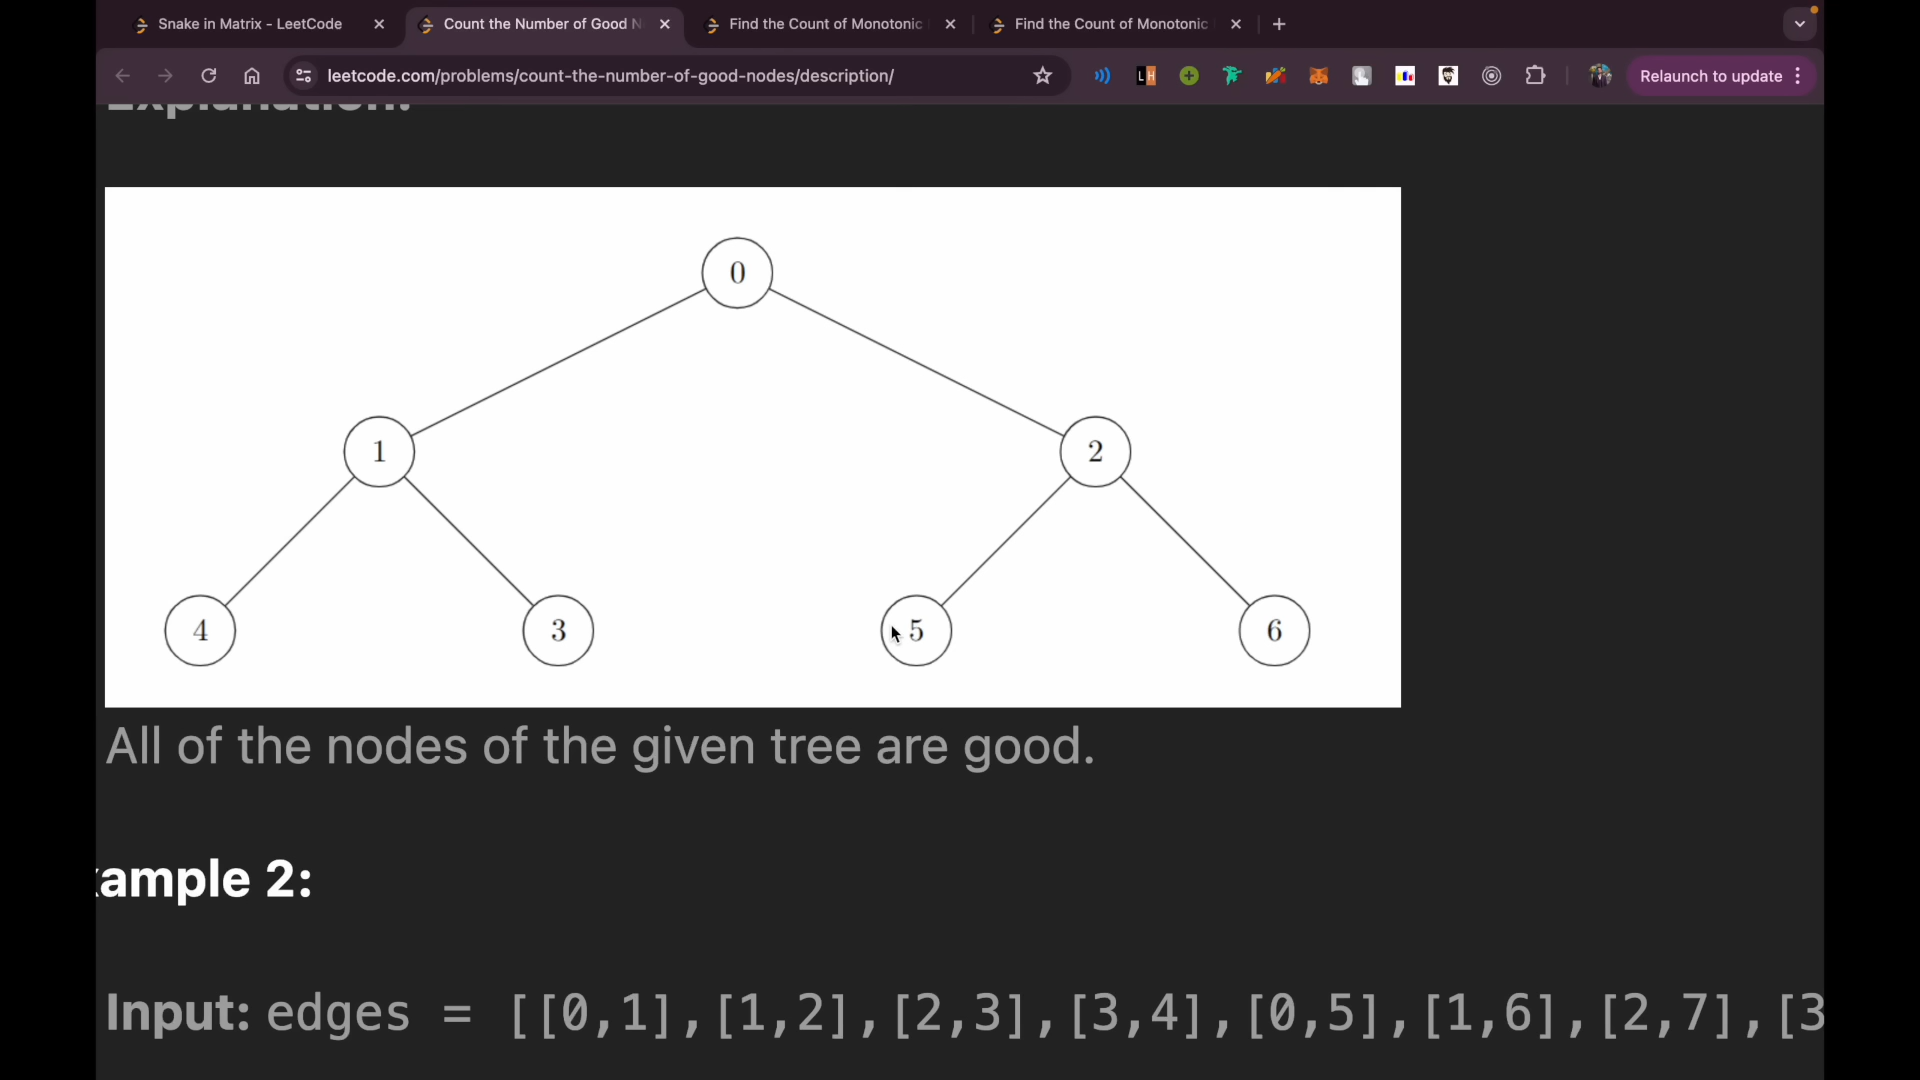 Snake in Matrix - LeetCode
Count the Number of Good N
Find the Count of Monotonic
Find the Count of Monotonic
leetcode.com/problems/count-the-number-of-good-nodes/description/
LH
Relaunch to update
Explanation:
0
1
2
4
3
5
6
All of the nodes of the given tree are good.
xample 2:
Input: edges = [[0,1],[1,2],[2,3],[3,4],[0,5],[1,6],[2,7],[3